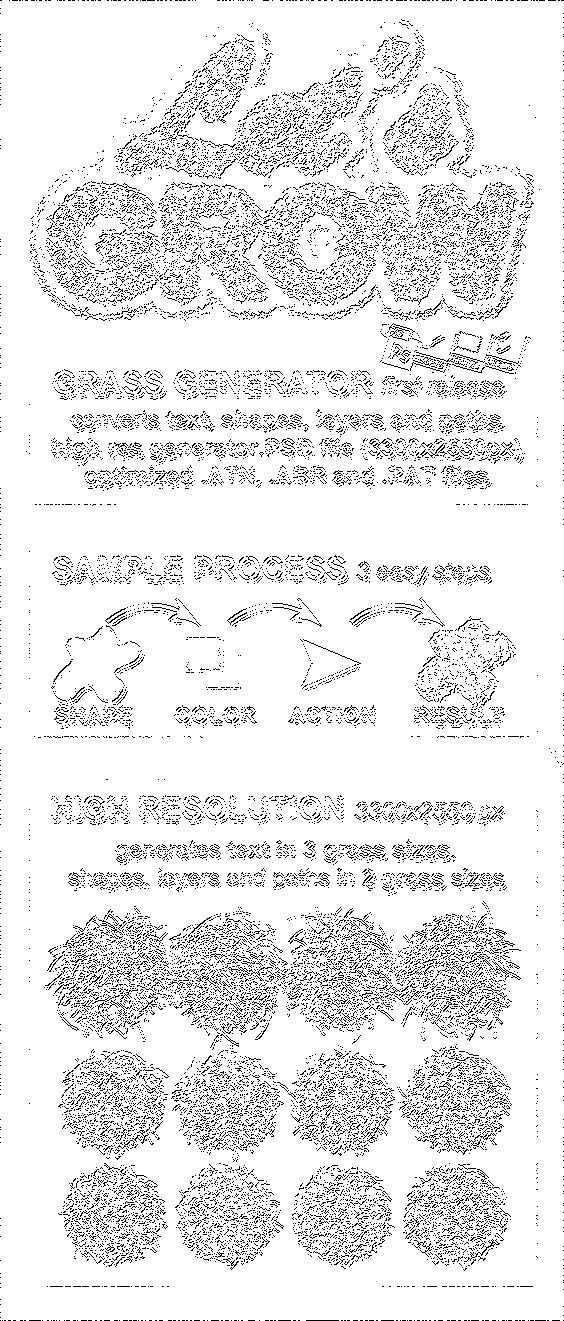 Let's
GROW
Ps
GRASS GENERATOR first release
converts text, shapes, layers and paths
high res generator.PSD file (3300x2550px),
optimized .ATN, .ABR and .PAT files
SAMPLE PROCESS 3 easy steps
SHAPE COLOR ACTION RESULT
HIGH RESOLUTION 3300x2550 px
generates text in 3 grass sizes,
shapes, layers and paths in 2 grass sizes